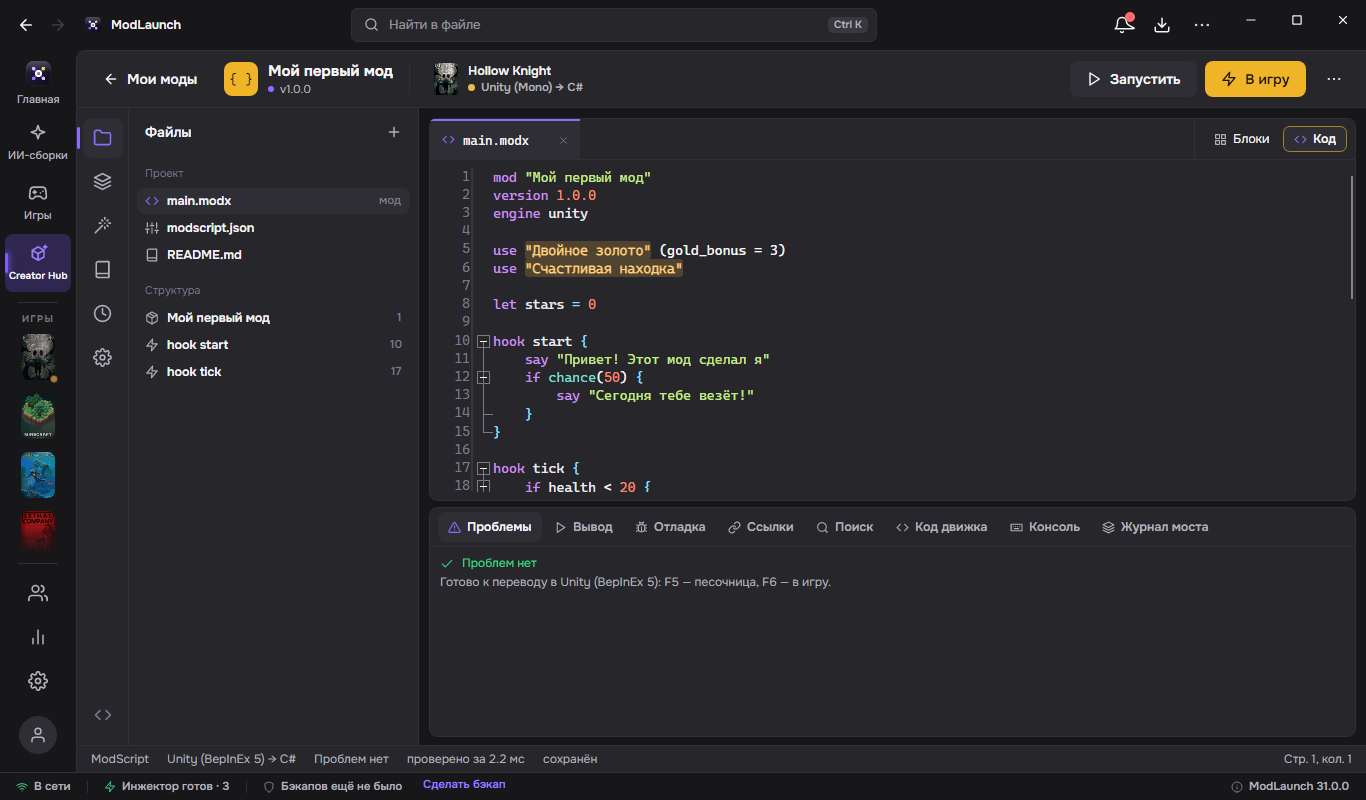 ModLaunch
Найти в файле
Ctrl K
Главная
ИИ-сборки
Игры
Creator Hub
ИГРЫ
MINECRAFT
LETHAL COMPANY
Мои моды
{ }
Мой первый мод
v1.0.0
Hollow Knight
Unity (Mono) → C#
Запустить
В игру
Файлы
Проект
main.modx мод
modscript.json
README.md
Структура
Мой первый мод 1
hook start 10
hook tick 17
main.modx
Блоки
Код
1 mod "Мой первый мод"
2 version 1.0.0
3 engine unity
4
5 use "Двойное золото" (gold_bonus = 3)
6 use "Счастливая находка"
7
8 let stars = 0
9
10 hook start {
11 say "Привет! Этот мод сделал я"
12 if chance(50) {
13 say "Сегодня тебе везёт!"
14 }
15 }
16
17 hook tick {
18 if health < 20 {
Проблемы
Вывод
Отладка
Ссылки
Поиск
Код движка
Консоль
Журнал моста
Проблем нет
Готово к переводу в Unity (BepInEx 5): F5 — песочница, F6 — в игру.
ModScript
Unity (BepInEx 5) → C#
Проблем нет
проверено за 2.2 мс
сохранён
Стр. 1, кол. 1
В сети
Инжектор готов · 3
Бэкапов ещё не было
Сделать бэкап
ModLaunch 31.0.0